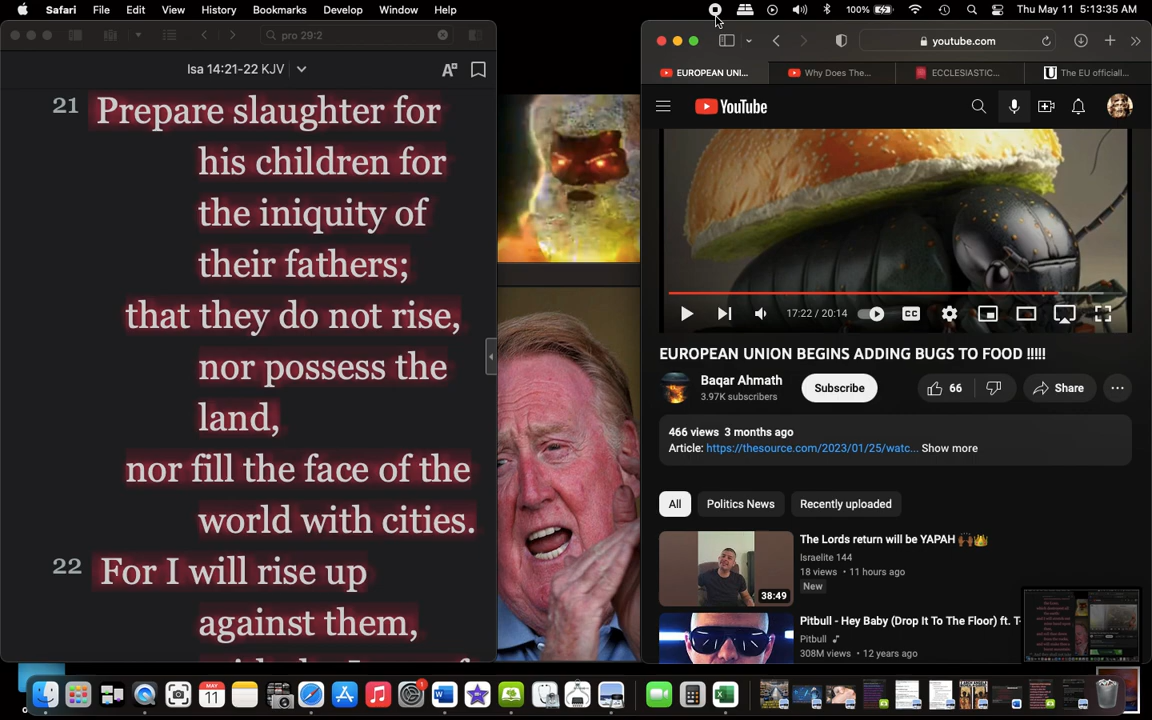 Safari File Edit View History Bookmarks Develop Window Help
100% Thu May 11 5:13:35 AM
pro 29:2
Isa 14:21-22 KJV
21 Prepare slaughter for
his children for
the iniquity of
their fathers;
that they do not rise,
nor possess the
land,
nor fill the face of the
world with cities.
22 For I will rise up
against them,
youtube.com
EUROPEAN UNI...
Why Does The...
ECCLESIASTIC...
The EU officiall...
YouTube
17:22 / 20:14
CC
EUROPEAN UNION BEGINS ADDING BUGS TO FOOD !!!!!
Baqar Ahmath
3.97K subscribers
Subscribe
66
Share
466 views 3 months ago
Article: https://thesource.com/2023/01/25/watc... Show more
All
Politics News
Recently uploaded
The Lords return will be YAPAH
Israelite 144
18 views • 11 hours ago
New
38:49
Pitbull - Hey Baby (Drop It To The Floor) ft. T-
Pitbull
308M views • 12 years ago